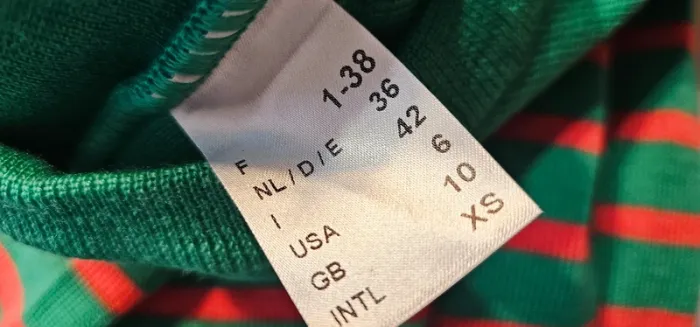 F 1-38
NL/D/E 36
I 42
USA 6
GB 10
INTL XS